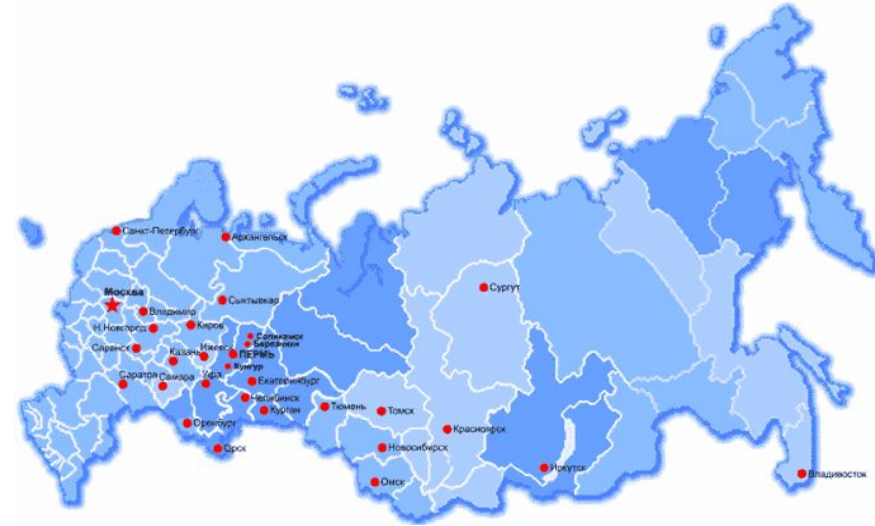 Санкт-Петербург
Архангельск
Москва
Сыктывкар
Владимир
Н.Новгород
Киров
Соликамск
Березники
Саранск
Казань
Ижевск
ПЕРМЬ
Кунгур
Саратов
Самара
Уфа
Екатеринбург
Челябинск
Курган
Оренбург
Орск
Сургут
Тюмень
Томск
Красноярск
Новосибирск
Омск
Иркутск
Владивосток